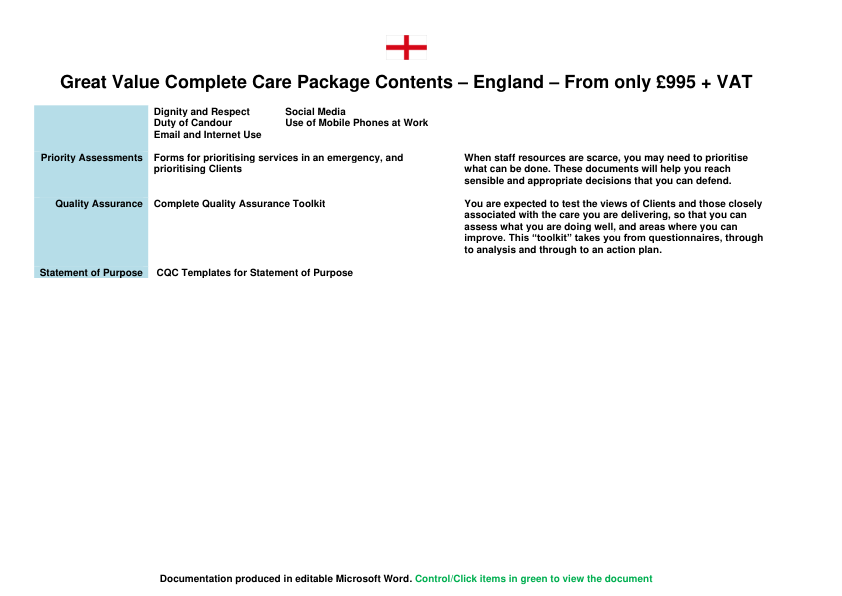 Great Value Complete Care Package Contents – England – From only £995 + VAT
Dignity and Respect
Duty of Candour
Email and Internet Use
Social Media
Use of Mobile Phones at Work
Priority Assessments
Forms for prioritising services in an emergency, and
prioritising Clients
When staff resources are scarce, you may need to prioritise
what can be done. These documents will help you reach
sensible and appropriate decisions that you can defend.
Quality Assurance
Complete Quality Assurance Toolkit
You are expected to test the views of Clients and those closely
associated with the care you are delivering, so that you can
assess what you are doing well, and areas where you can
improve. This “toolkit” takes you from questionnaires, through
to analysis and through to an action plan.
Statement of Purpose
CQC Templates for Statement of Purpose
Documentation produced in editable Microsoft Word. Control/Click items in green to view the document